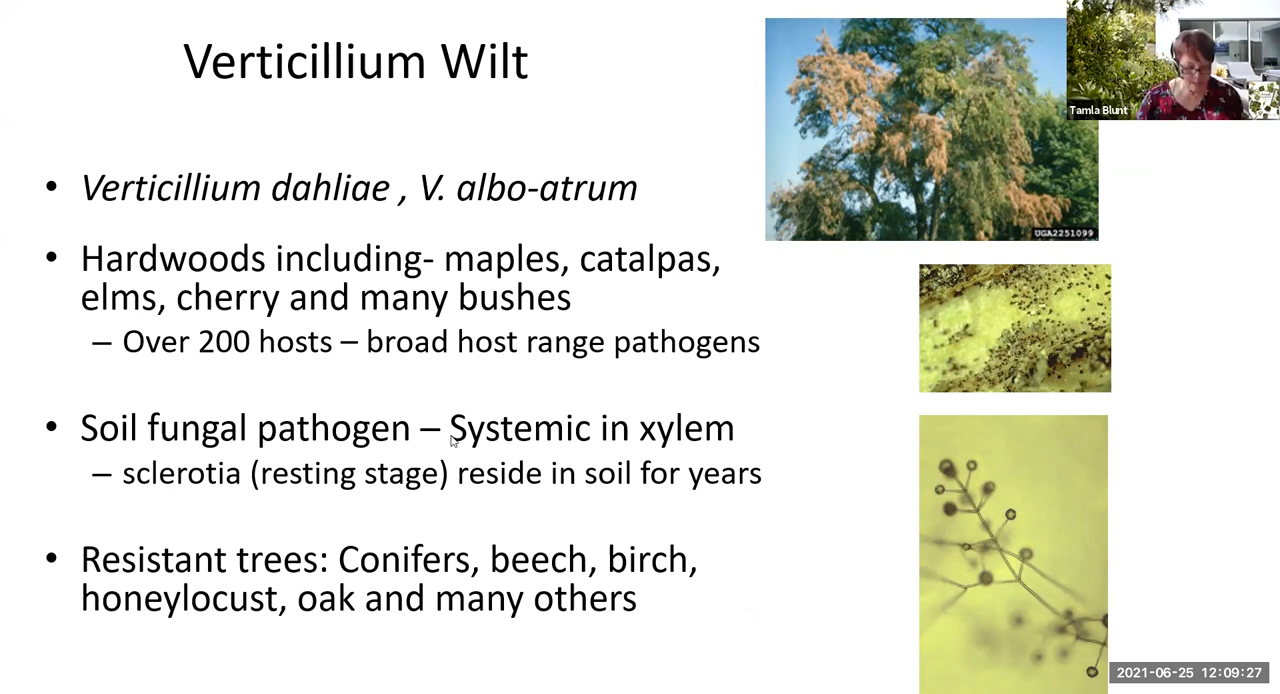 Verticillium Wilt
• Verticillium dahliae , V. albo-atrum
• Hardwoods including- maples, catalpas,
elms, cherry and many bushes
– Over 200 hosts – broad host range pathogens
• Soil fungal pathogen – Systemic in xylem
– sclerotia (resting stage) reside in soil for years
• Resistant trees: Conifers, beech, birch,
honeylocust, oak and many others
UGA2251099
Tamla Blunt
2021-06-25 12:09:27